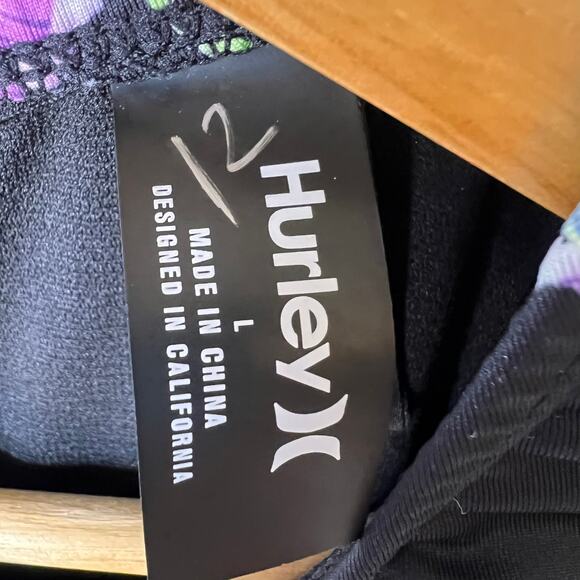 12
Hurley
L
MADE IN CHINA
DESIGNED IN CALIFORNIA